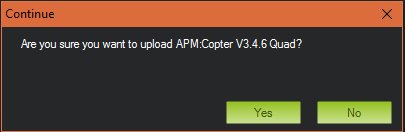 Continue
Are you sure you want to upload APM:Copter V3.4.6 Quad?
Yes No